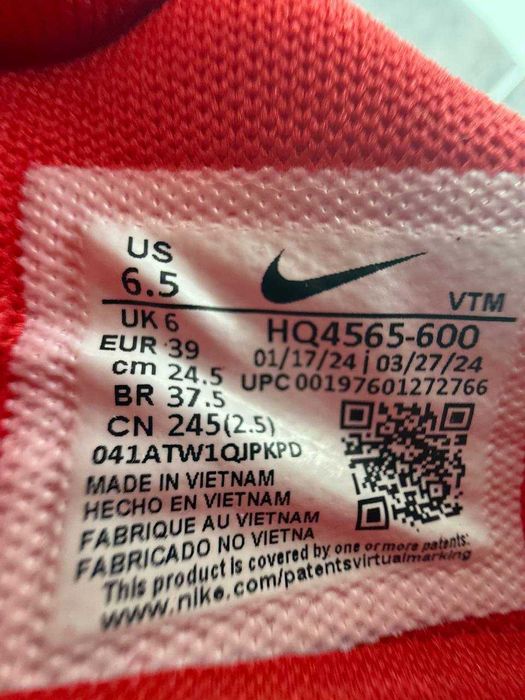 US
6.5
VTM
UK 6
HQ4565-600
EUR 39
01/17/24 | 03/27/24
cm 24.5
UPC 00197601272766
BR 37.5
CN 245(2.5)
041ATW1QJPKPD
MADE IN VIETNAM
HECHO EN VIETNAM
FABRIQUE AU VIETNAM
FABRICADO NO VIETNA
This product is covered by one or more patents:
www.nike.com/patentsvirtualmarking